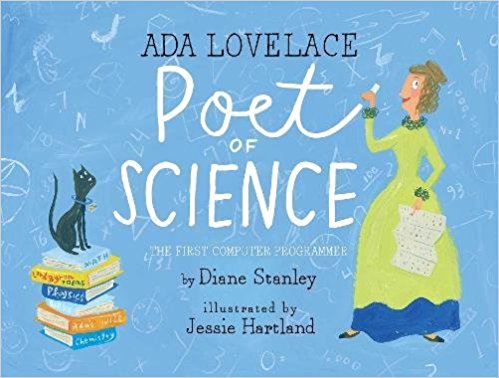 ADA LOVELACE
Poet
OF
SCIENCE
THE FIRST COMPUTER PROGRAMMER
by Diane Stanley
illustrated by
Jessie Hartland
MATH
Physics
Chemistry
N=1